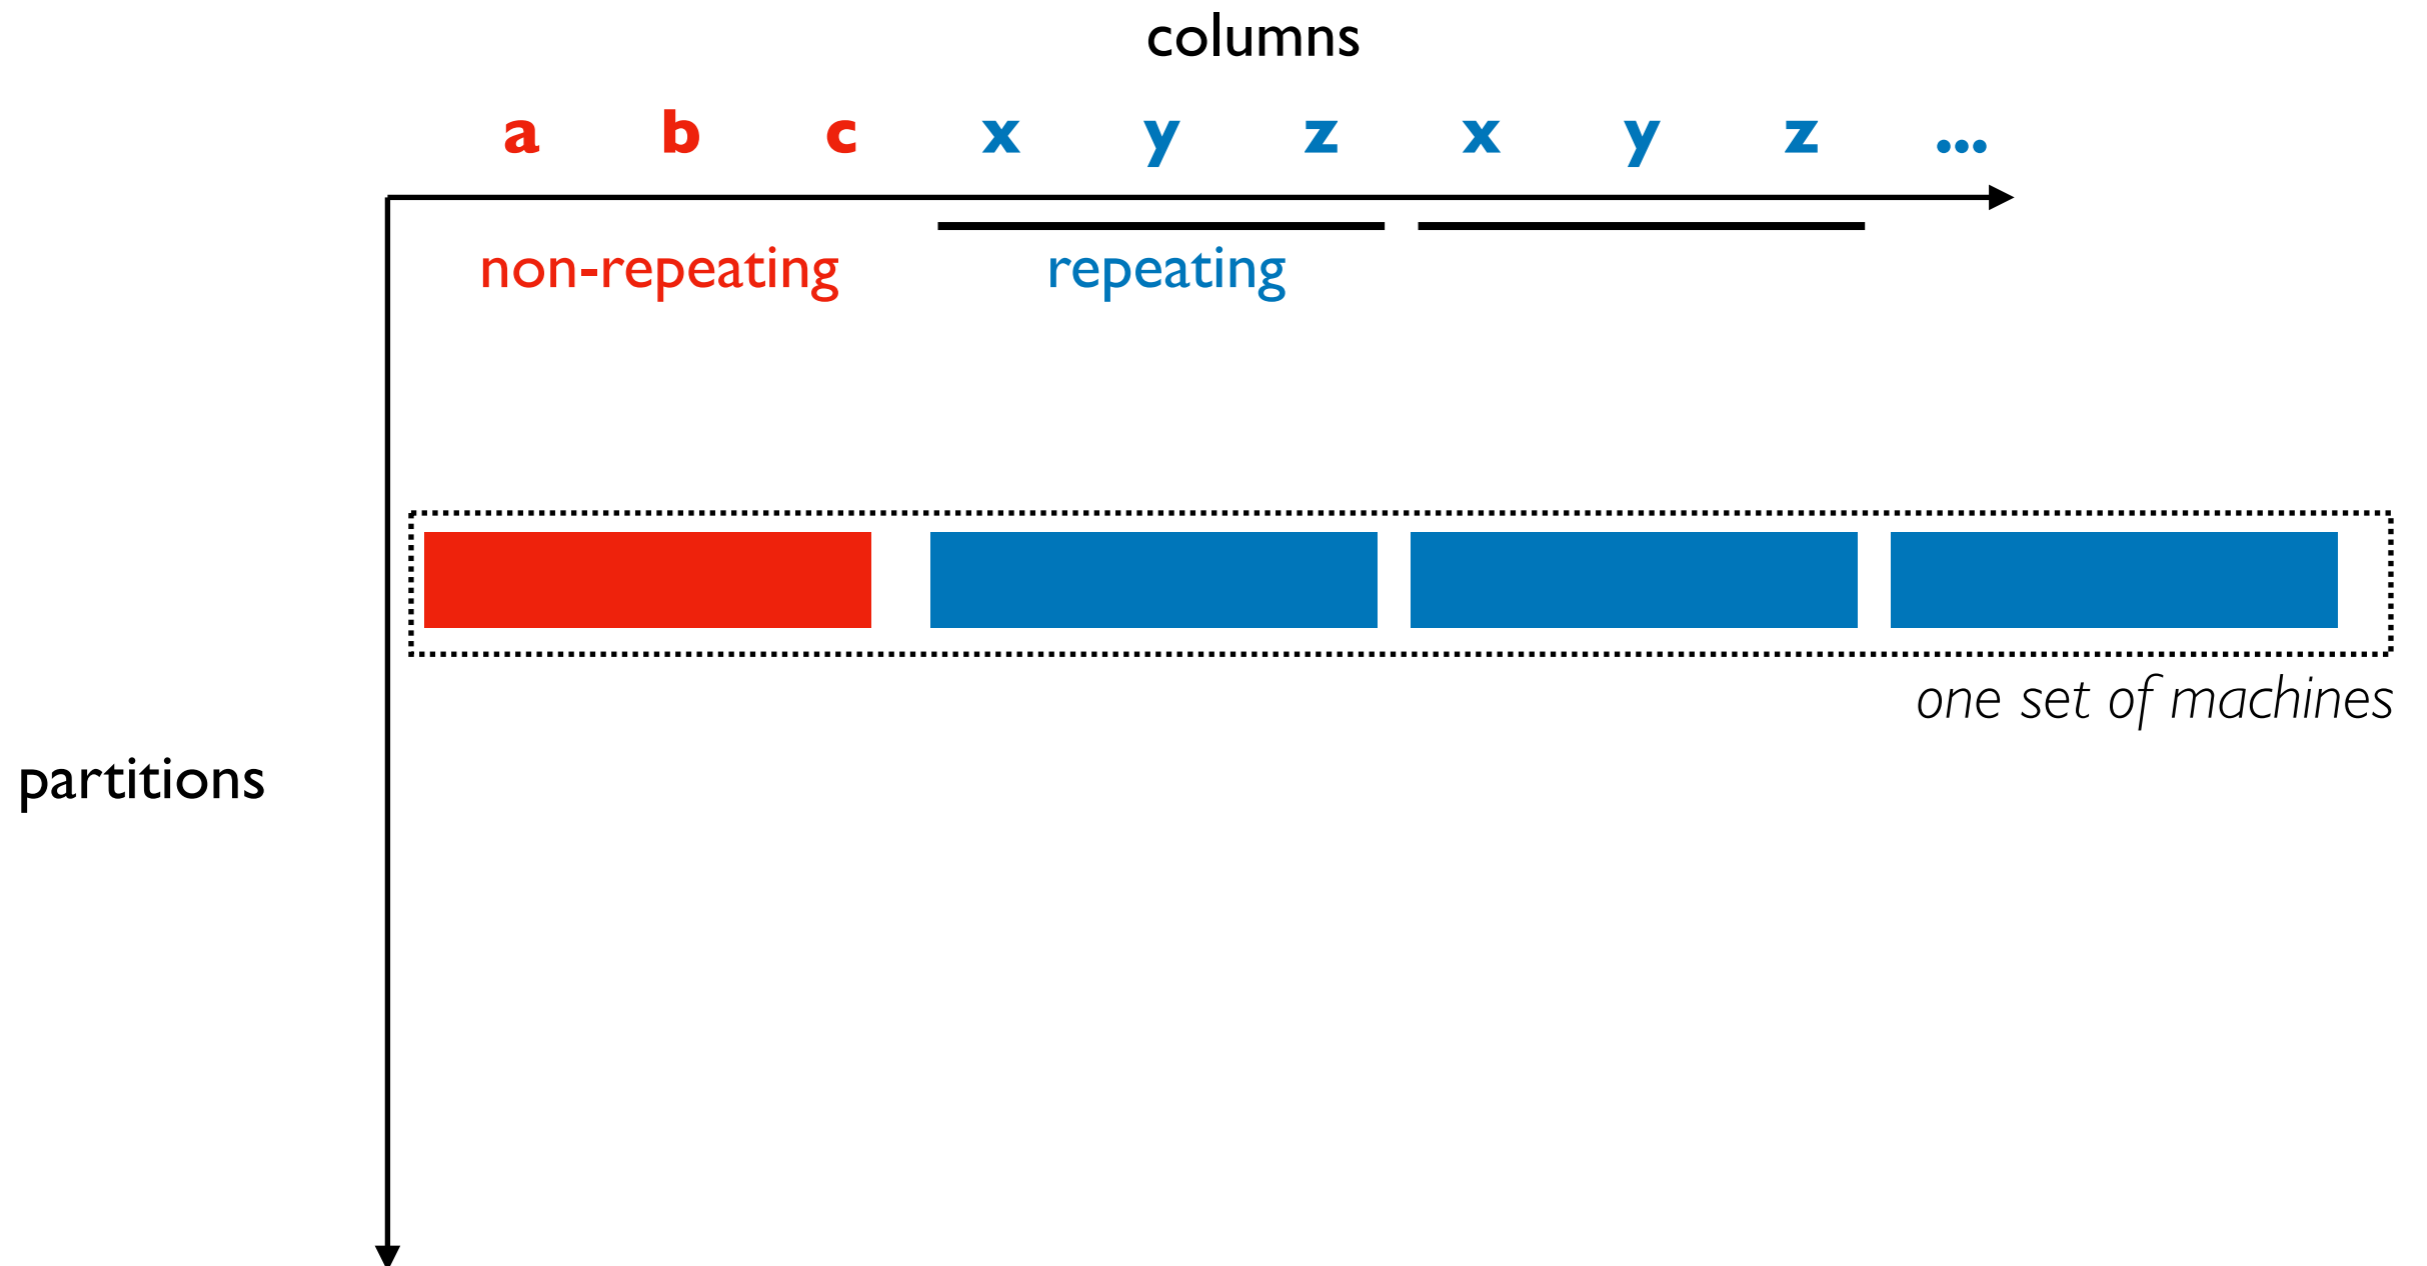 columns
a b c x y z x y z ...
non-repeating repeating
one set of machines
partitions